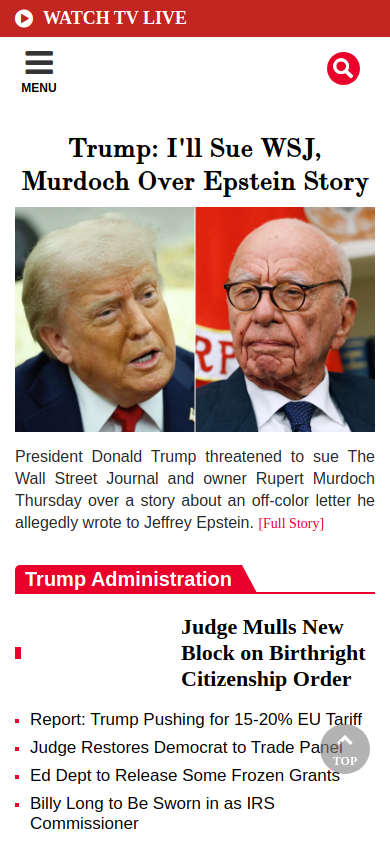 WATCH TV LIVE
MENU
Trump: I'll Sue WSJ,
Murdoch Over Epstein Story
President Donald Trump threatened to sue The
Wall Street Journal and owner Rupert Murdoch
Thursday over a story about an off-color letter he
allegedly wrote to Jeffrey Epstein. [Full Story]
Trump Administration
Judge Mulls New
Block on Birthright
Citizenship Order
Report: Trump Pushing for 15-20% EU Tariff
Judge Restores Democrat to Trade Panel
Ed Dept to Release Some Frozen Grants
TOP
Billy Long to Be Sworn in as IRS
Commissioner